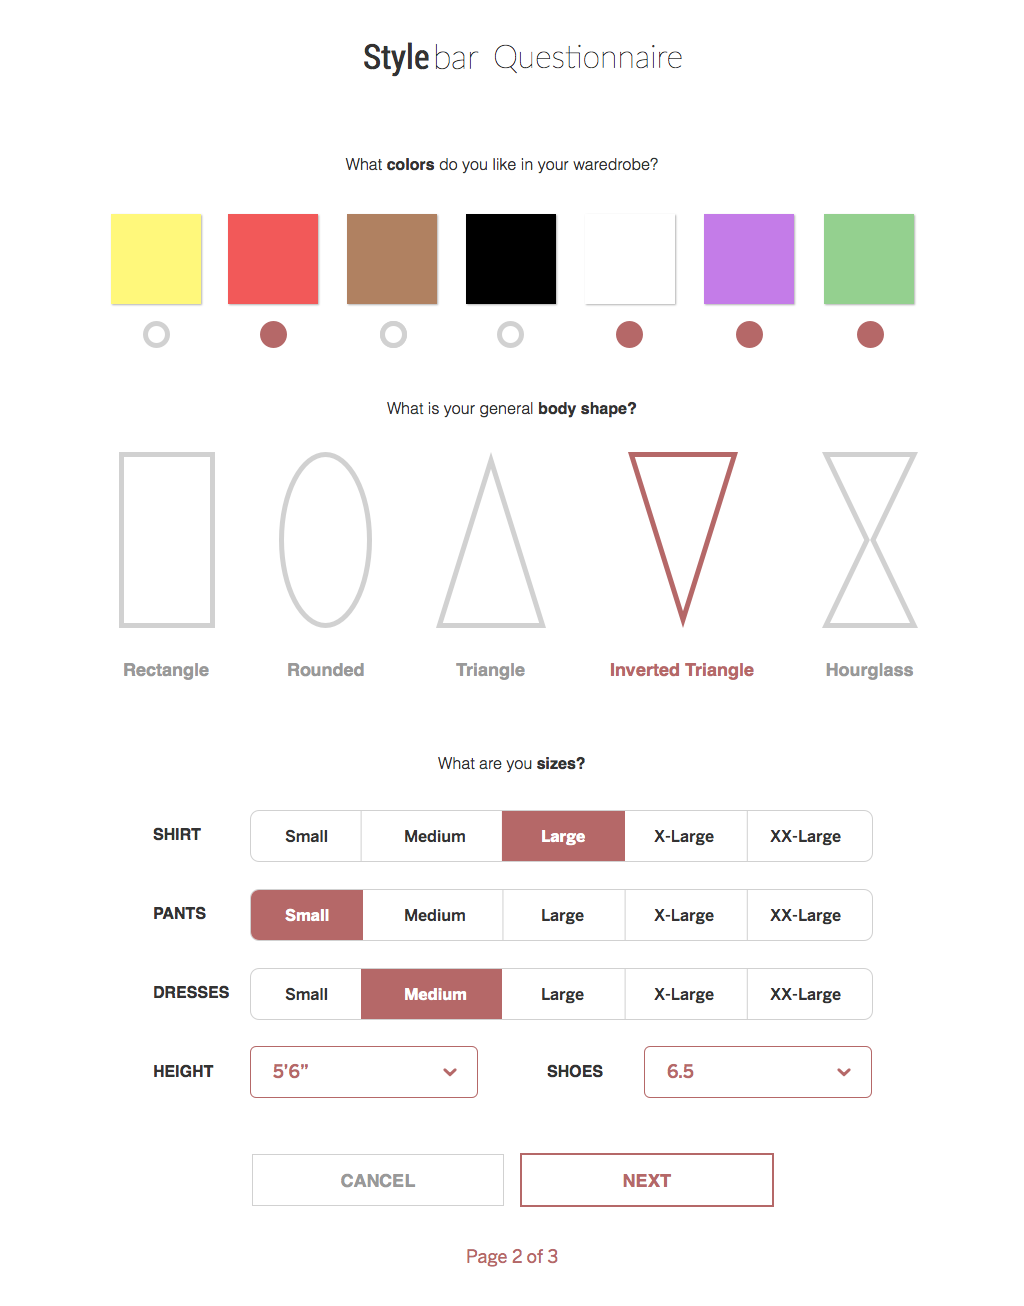 Stylebar Questionnaire
What colors do you like in your waredrobe?
What is your general body shape?
Rectangle Rounded Triangle Inverted Triangle Hourglass
What are you sizes?
SHIRT Small Medium Large X-Large XX-Large
PANTS Small Medium Large X-Large XX-Large
DRESSES Small Medium Large X-Large XX-Large
HEIGHT 5'6” SHOES 6.5
CANCEL NEXT
Page 2 of 3